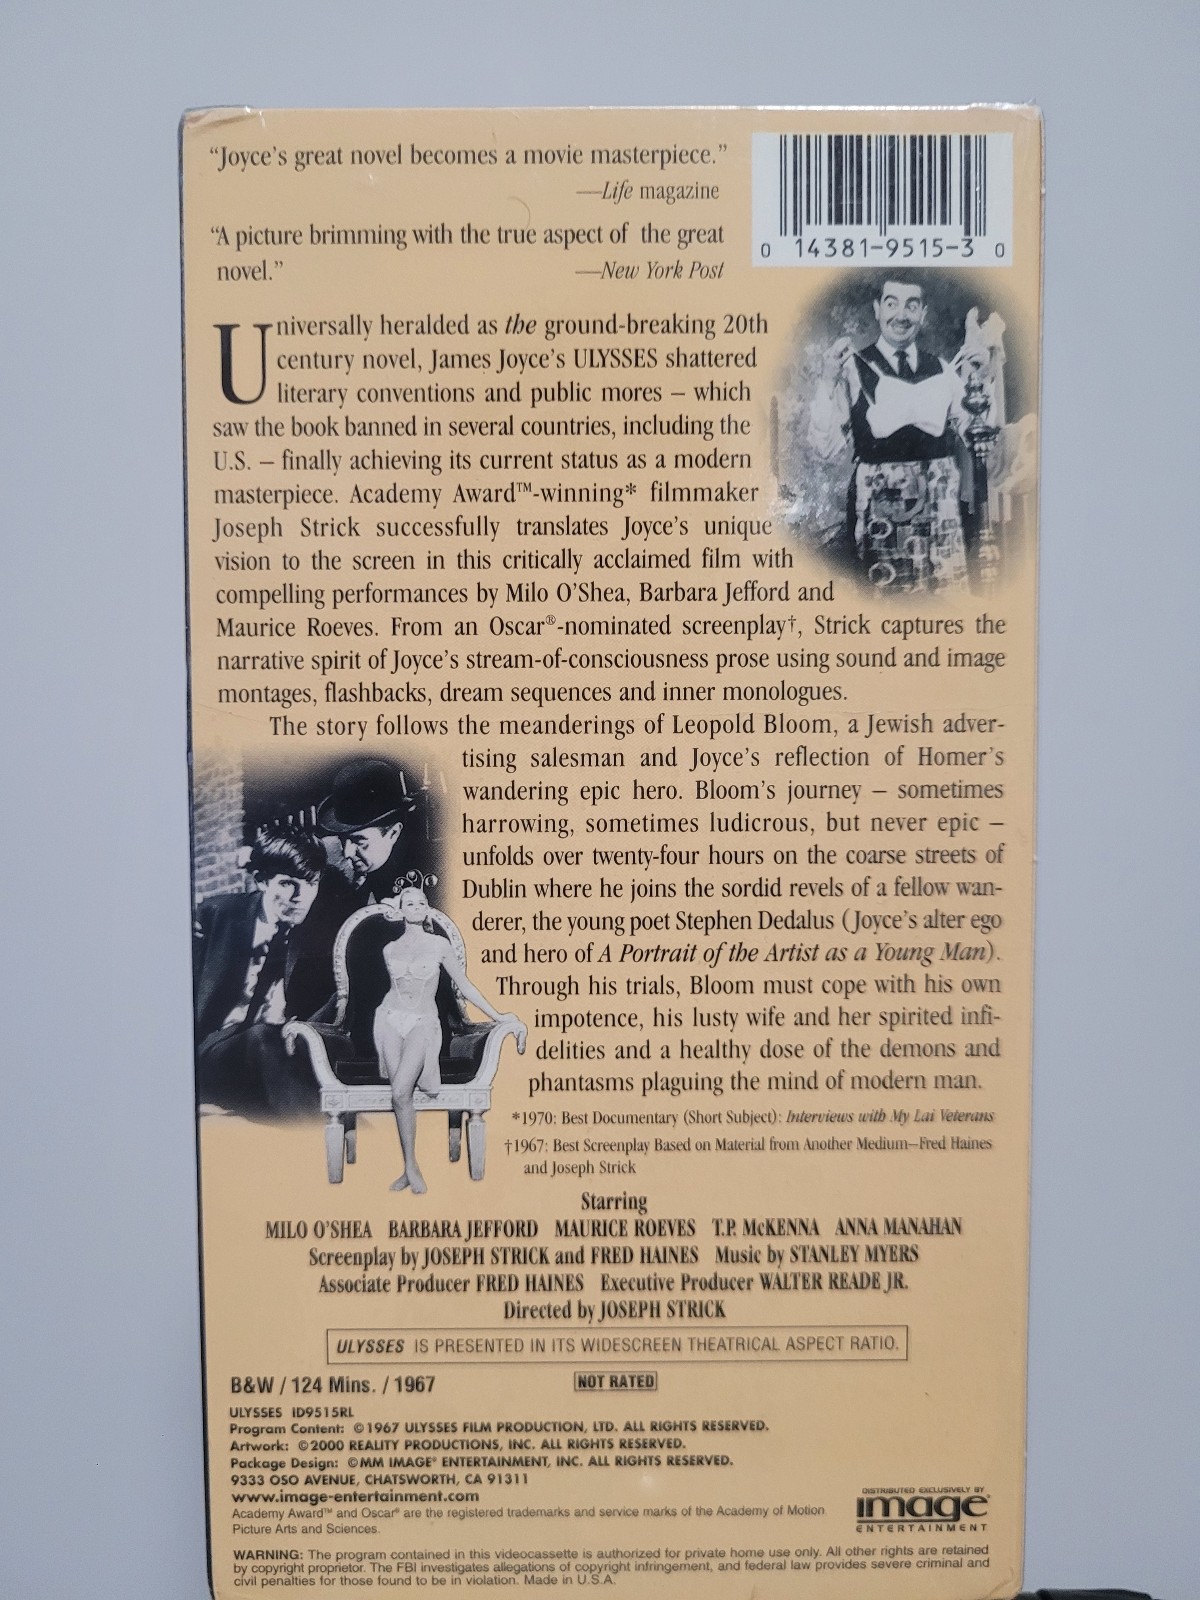 “Joyce’s great novel becomes a movie masterpiece.”
—Life magazine
“A picture brimming with the true aspect of the great
novel.” —New York Post
0 14381-9515-3 0
Universally heralded as the ground-breaking 20th
century novel, James Joyce’s ULYSSES shattered
literary conventions and public mores – which
saw the book banned in several countries, including the
U.S. – finally achieving its current status as a modern
masterpiece. Academy Award™-winning* filmmaker
Joseph Strick successfully translates Joyce’s unique
vision to the screen in this critically acclaimed film with
compelling performances by Milo O’Shea, Barbara Jefford and
Maurice Roeves. From an Oscar®-nominated screenplay†, Strick captures the
narrative spirit of Joyce’s stream-of-consciousness prose using sound and image
montages, flashbacks, dream sequences and inner monologues.
The story follows the meanderings of Leopold Bloom, a Jewish adver-
tising salesman and Joyce’s reflection of Homer’s
wandering epic hero. Bloom’s journey – sometimes
harrowing, sometimes ludicrous, but never epic –
unfolds over twenty-four hours on the coarse streets of
Dublin where he joins the sordid revels of a fellow wan-
derer, the young poet Stephen Dedalus (Joyce’s alter ego
and hero of A Portrait of the Artist as a Young Man).
Through his trials, Bloom must cope with his own
impotence, his lusty wife and her spirited infi-
delities and a healthy dose of the demons and
phantasms plaguing the mind of modern man.
*1970: Best Documentary (Short Subject): Interviews with My Lai Veterans
†1967: Best Screenplay Based on Material from Another Medium—Fred Haines
and Joseph Strick
Starring
MILO O’SHEA BARBARA JEFFORD MAURICE ROEVES T.P. McKENNA ANNA MANAHAN
Screenplay by JOSEPH STRICK and FRED HAINES Music by STANLEY MYERS
Associate Producer FRED HAINES Executive Producer WALTER READE JR.
Directed by JOSEPH STRICK
ULYSSES IS PRESENTED IN ITS WIDESCREEN THEATRICAL ASPECT RATIO.
B&W / 124 Mins. / 1967 NOT RATED
ULYSSES ID9515RL
Program Content: ©1967 ULYSSES FILM PRODUCTION, LTD. ALL RIGHTS RESERVED.
Artwork: ©2000 REALITY PRODUCTIONS, INC. ALL RIGHTS RESERVED.
Package Design: ©MM IMAGE® ENTERTAINMENT, INC. ALL RIGHTS RESERVED.
9333 OSO AVENUE, CHATSWORTH, CA 91311
www.image-entertainment.com
Academy Award™ and Oscar® are the registered trademarks and service marks of the Academy of Motion
Picture Arts and Sciences.
DISTRIBUTED EXCLUSIVELY BY
image®
ENTERTAINMENT
WARNING: The program contained in this videocassette is authorized for private home use only. All other rights are retained
by copyright proprietor. The FBI investigates allegations of copyright infringement, and federal law provides severe criminal and
civil penalties for those found to be in violation. Made in U.S.A.